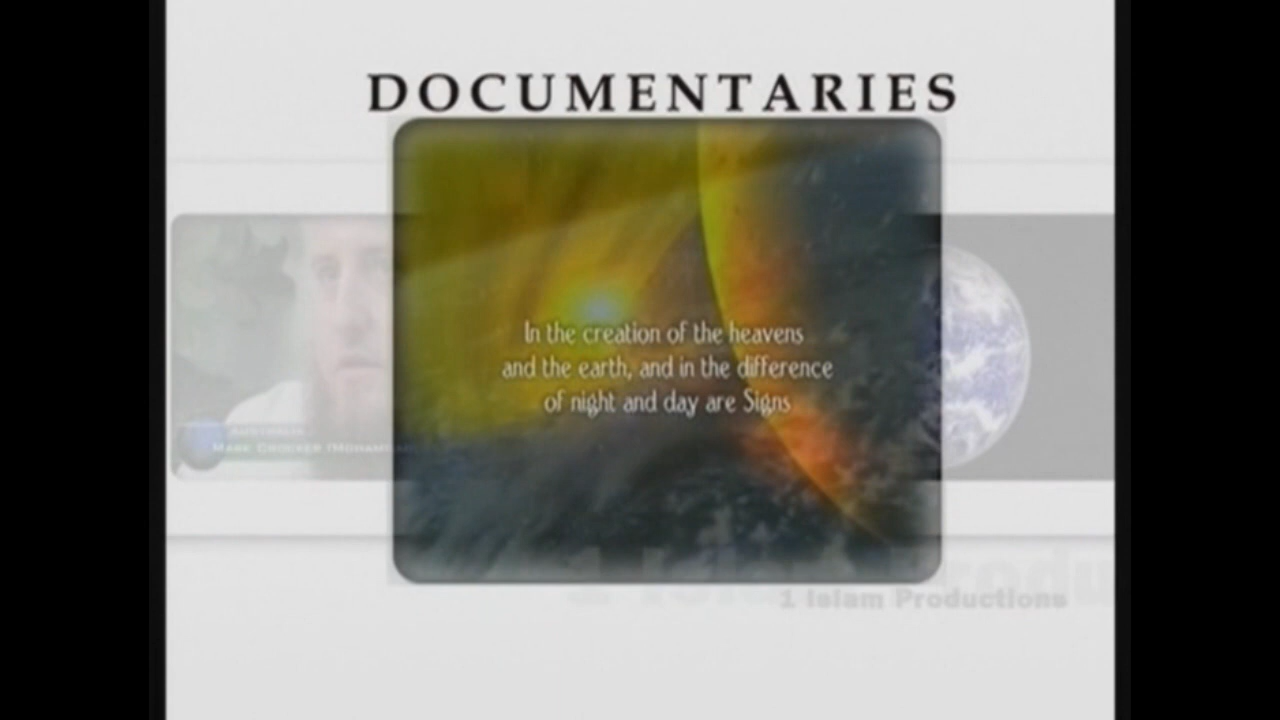 DOCUMENTARIES
In the creation of the heavens
and the earth, and in the difference
of night and day are Signs
AUSTRALIA
1 Islam Productions